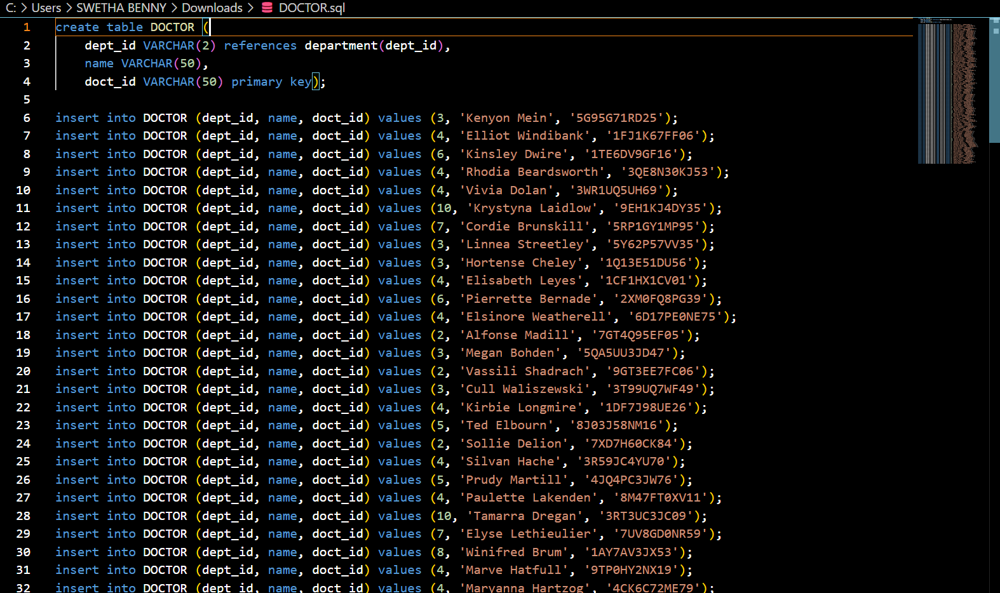 C: > Users > SWETHA BENNY > Downloads > DOCTOR.sql
1 create table DOCTOR (
2 dept_id VARCHAR(2) references department(dept_id),
3 name VARCHAR(50),
4 doct_id VARCHAR(50) primary key);
5
6 insert into DOCTOR (dept_id, name, doct_id) values (3, 'Kenyon Mein', '5G95G71RD25');
7 insert into DOCTOR (dept_id, name, doct_id) values (4, 'Elliot Windibank', '1FJ1K67FF06');
8 insert into DOCTOR (dept_id, name, doct_id) values (6, 'Kinsley Dwire', '1TE6DV9GF16');
9 insert into DOCTOR (dept_id, name, doct_id) values (4, 'Rhodia Beardsworth', '3QE8N30KJ53');
10 insert into DOCTOR (dept_id, name, doct_id) values (4, 'Vivia Dolan', '3WR1UQ5UH69');
11 insert into DOCTOR (dept_id, name, doct_id) values (10, 'Krystyna Laidlow', '9EH1KJ4DY35');
12 insert into DOCTOR (dept_id, name, doct_id) values (7, 'Cordie Brunskill', '5RP1GY1MP95');
13 insert into DOCTOR (dept_id, name, doct_id) values (3, 'Linnea Streetley', '5Y62P57VV35');
14 insert into DOCTOR (dept_id, name, doct_id) values (3, 'Hortense Cheley', '1Q13E51DU56');
15 insert into DOCTOR (dept_id, name, doct_id) values (4, 'Elisabeth Leyes', '1CF1HX1CV01');
16 insert into DOCTOR (dept_id, name, doct_id) values (6, 'Pierrette Bernade', '2XM0FQ8PG39');
17 insert into DOCTOR (dept_id, name, doct_id) values (4, 'Elsinore Weatherell', '6D17PE0NE75');
18 insert into DOCTOR (dept_id, name, doct_id) values (2, 'Alfonse Madill', '7GT4Q95EF05');
19 insert into DOCTOR (dept_id, name, doct_id) values (3, 'Megan Bohden', '5QA5UU3JD47');
20 insert into DOCTOR (dept_id, name, doct_id) values (2, 'Vassili Shadrach', '9GT3EE7FC06');
21 insert into DOCTOR (dept_id, name, doct_id) values (3, 'Cull Waliszewski', '3T99UQ7WF49');
22 insert into DOCTOR (dept_id, name, doct_id) values (4, 'Kirbie Longmire', '1DF7J98UE26');
23 insert into DOCTOR (dept_id, name, doct_id) values (5, 'Ted Elbourn', '8J03J58NM16');
24 insert into DOCTOR (dept_id, name, doct_id) values (2, 'Sollie Delion', '7XD7H60CK84');
25 insert into DOCTOR (dept_id, name, doct_id) values (4, 'Silvan Hache', '3R59JC4YU70');
26 insert into DOCTOR (dept_id, name, doct_id) values (5, 'Prudy Martill', '4JQ4PC3JW76');
27 insert into DOCTOR (dept_id, name, doct_id) values (4, 'Paulette Lakenden', '8M47FT0XV11');
28 insert into DOCTOR (dept_id, name, doct_id) values (10, 'Tamarra Dregan', '3RT3UC3JC09');
29 insert into DOCTOR (dept_id, name, doct_id) values (7, 'Elyse Lethieulier', '7UV8GD0NR59');
30 insert into DOCTOR (dept_id, name, doct_id) values (8, 'Winifred Brum', '1AY7AV3JX53');
31 insert into DOCTOR (dept_id, name, doct_id) values (4, 'Marve Hatfull', '9TP0HY2NX19');
32 insert into DOCTOR (dept_id, name, doct_id) values (4, 'Maryanna Hartzog', '4CK6C72ME79');